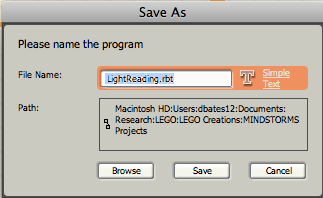 Save As
Please name the program
File Name: LightReading.rbt T Simple
Text
Path: Macintosh HD:Users:dbates12:Documents:
Research:LEGO:LEGO Creations:MINDSTORMS
Projects
Browse Save Cancel